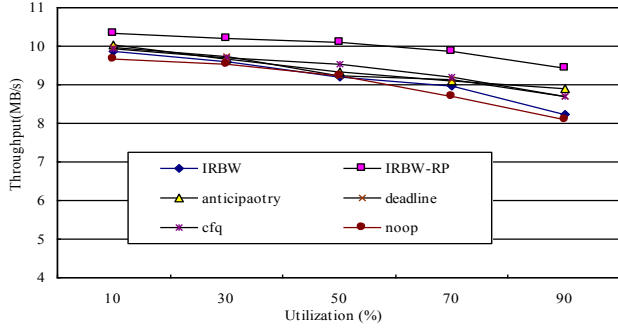 Throughput(MB/s)
11
10
9
8
7
6
5
4
IRBW
IRBW-RP
anticipaotry
deadline
cfq
noop
10 30 50 70 90
Utilization (%)